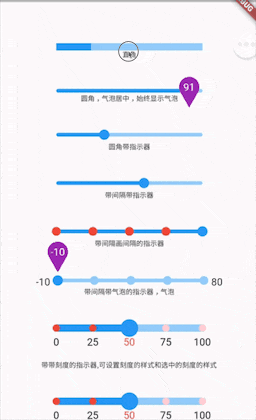 91
圆角，气泡居中，始终显示气泡
圆角带指示器
带间隔带指示器
带间隔画间隔的指示器
-10
-10 80
带间隔带气泡的指示器，气泡
0 25 50 75 100
带带刻度的指示器,可设置刻度的样式和选中的刻度的样式
0 25 50 75 100